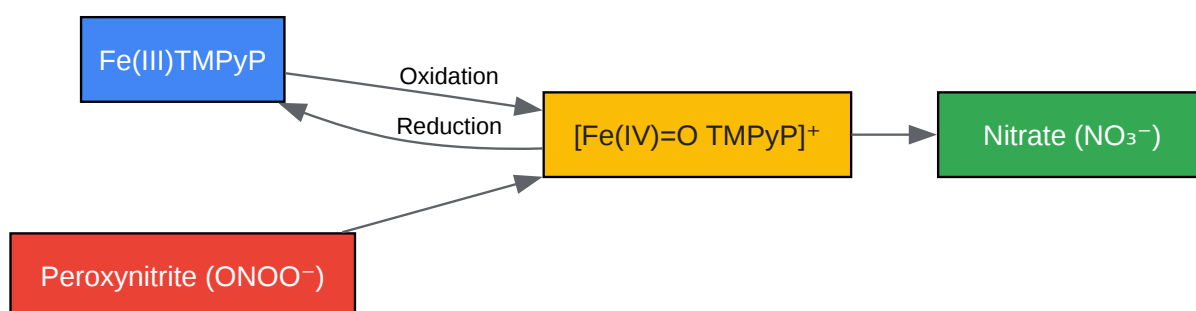 Fe(III)TMPyP
Oxidation
Reduction
[Fe(IV)=O TMPyP]⁺
Nitrate (NO₃⁻)
Peroxynitrite (ONOO⁻)